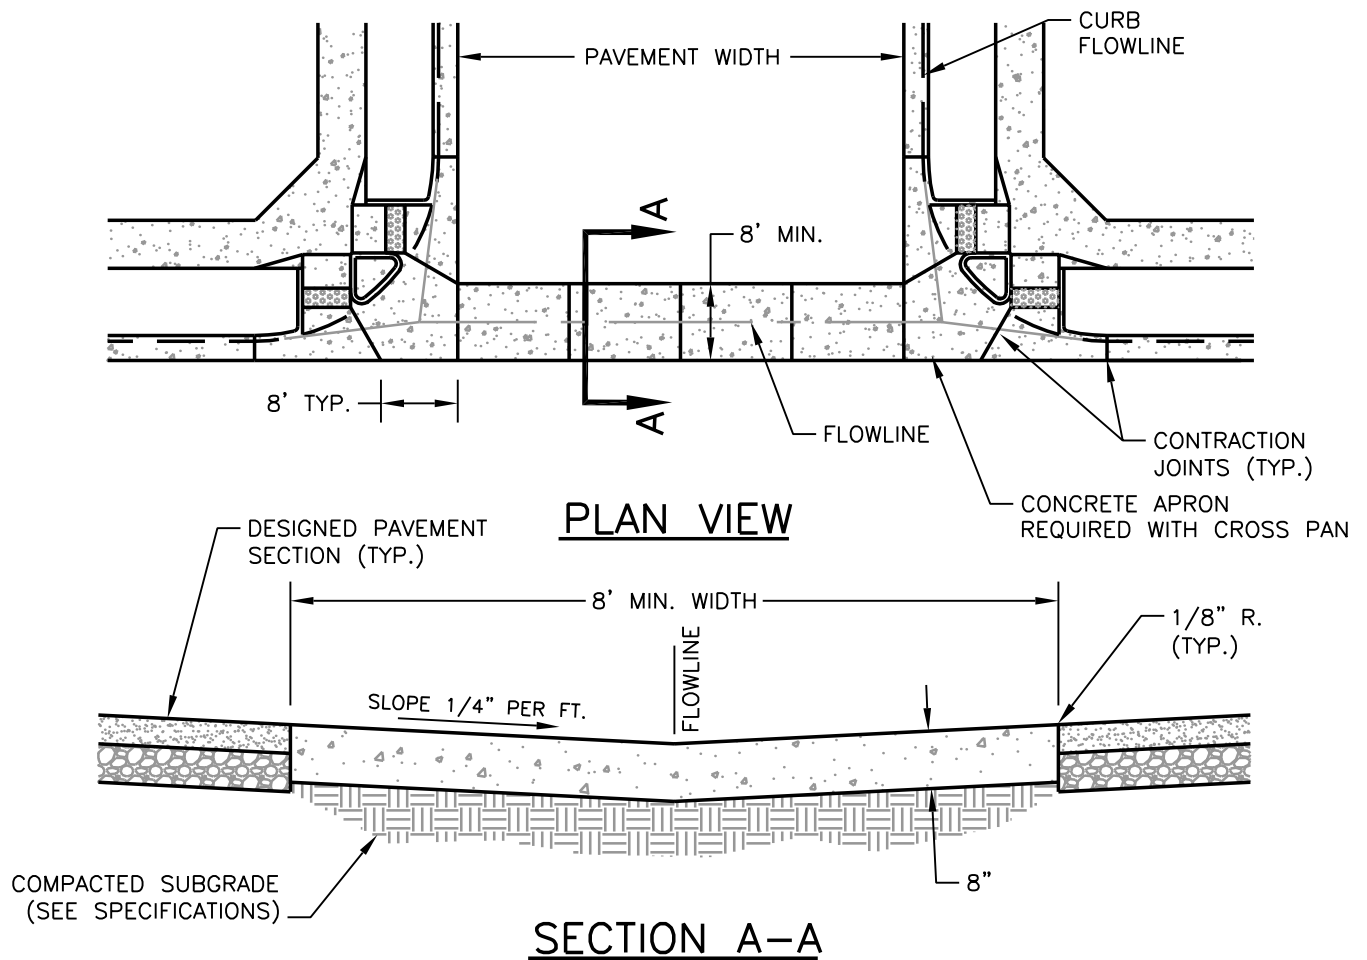 CURB
FLOWLINE
PAVEMENT WIDTH
A
8' MIN.
8' TYP.
A
FLOWLINE
CONTRACTION
JOINTS (TYP.)
CONCRETE APRON
REQUIRED WITH CROSS PAN
PLAN VIEW
DESIGNED PAVEMENT
SECTION (TYP.)
8' MIN. WIDTH
1/8" R.
(TYP.)
FLOWLINE
SLOPE 1/4" PER FT.
8"
COMPACTED SUBGRADE
(SEE SPECIFICATIONS)
SECTION A-A